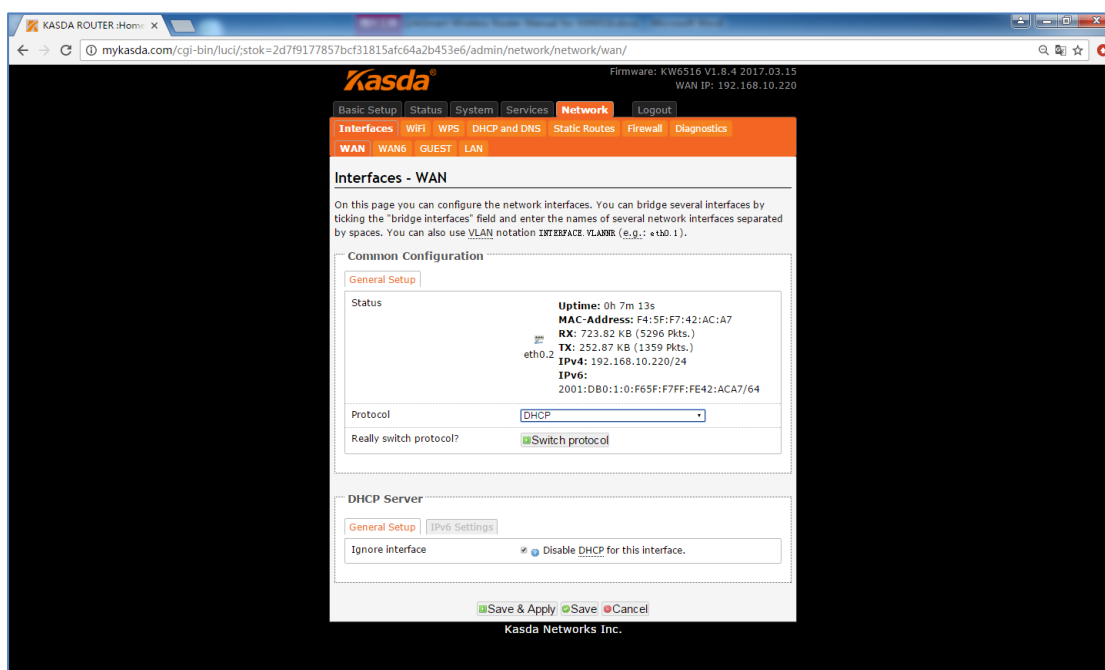 KASDA ROUTER :Home
mykasda.com/cgi-bin/luci/;stok=2d7f9177857bcf31815afc64a2b453e6/admin/network/network/wan/
Kasda®
Firmware: KW6516 V1.8.4 2017.03.15
WAN IP: 192.168.10.220
Basic Setup Status System Services Network Logout
Interfaces WiFi WPS DHCP and DNS Static Routes Firewall Diagnostics
WAN WAN6 GUEST LAN
Interfaces - WAN
On this page you can configure the network interfaces. You can bridge several interfaces by
ticking the "bridge interfaces" field and enter the names of several network interfaces separated
by spaces. You can also use VLAN notation INTERFACE.VLANNR (e.g.: eth0.1).
Common Configuration
General Setup
Status
Uptime: 0h 7m 13s
MAC-Address: F4:5F:F7:42:AC:A7
RX: 723.82 KB (5296 Pkts.)
TX: 252.87 KB (1359 Pkts.)
eth0.2
IPv4: 192.168.10.220/24
IPv6:
2001:DB0:1:0:F65F:F7FF:FE42:ACA7/64
Protocol DHCP
Really switch protocol? Switch protocol
DHCP Server
General Setup IPv6 Settings
Ignore interface Disable DHCP for this interface.
Save & Apply Save Cancel
Kasda Networks Inc.